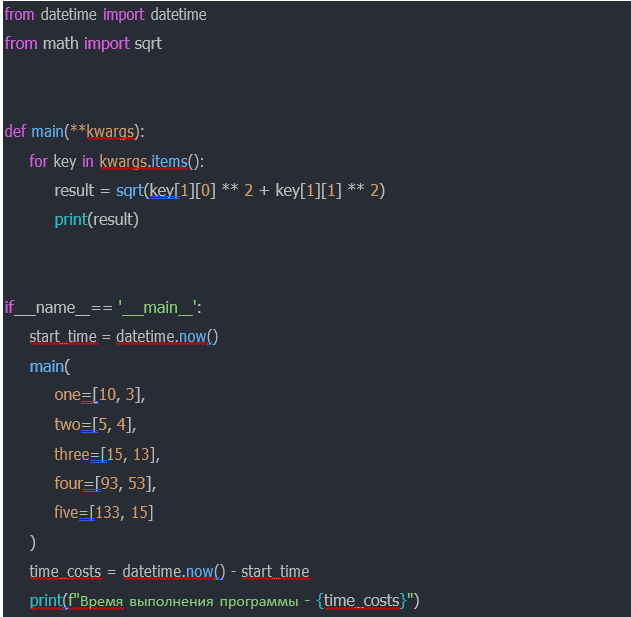 from datetime import datetime
from math import sqrt
def main(**kwargs):
for key in kwargs.items():
result = sqrt(key[1][0] ** 2 + key[1][1] ** 2)
print(result)
if__name__== '__main__':
start_time = datetime.now()
main(
one=[10, 3],
two=[5, 4],
three=[15, 13],
four=[93, 53],
five=[133, 15]
)
time_costs = datetime.now() - start_time
print(f"Время выполнения программы - {time_costs}")